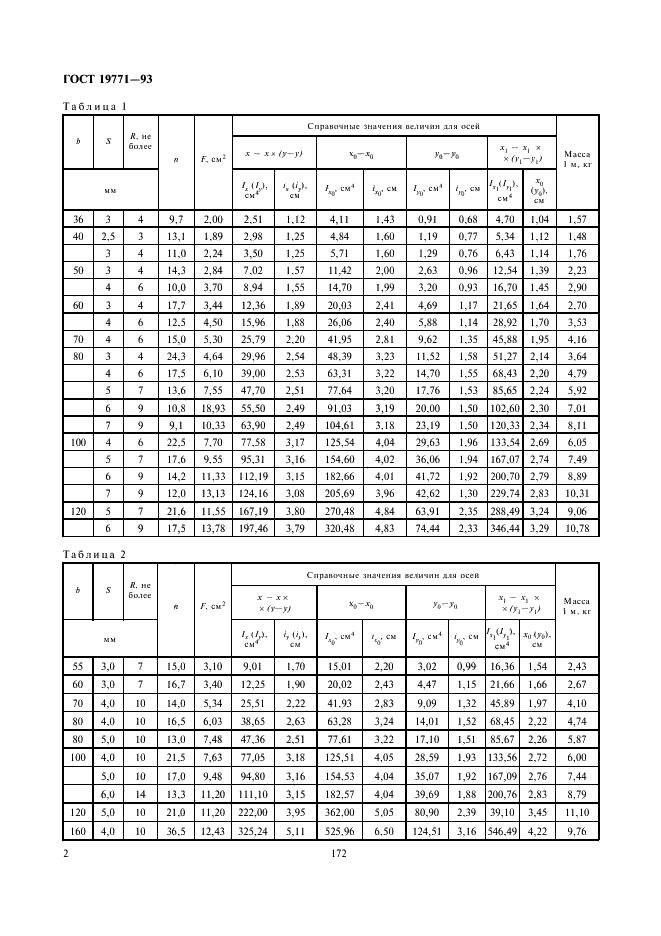 ГОСТ 19771—93
Таблица 1
b S R, не более n F, см² Справочные значения величин для осей Масса 1 м, кг
x — x × (y—y) x₀—x₀ y₀—y₀ x₁ — x₁ × × (y₁—y₁)
мм Iₓ (Iᵧ), см⁴ iₓ (iᵧ), см Iₓ₀, см⁴ iₓ₀, см Iᵧ₀, см⁴ iᵧ₀, см Iₓ₁(Iᵧ₁), см⁴ x₀ (y₀), см
36 3 4 9,7 2,00 2,51 1,12 4,11 1,43 0,91 0,68 4,70 1,04 1,57
40 2,5 3 13,1 1,89 2,98 1,25 4,84 1,60 1,19 0,77 5,34 1,12 1,48
3 4 11,0 2,24 3,50 1,25 5,71 1,60 1,29 0,76 6,43 1,14 1,76
50 3 4 14,3 2,84 7,02 1,57 11,42 2,00 2,63 0,96 12,54 1,39 2,23
4 6 10,0 3,70 8,94 1,55 14,70 1,99 3,20 0,93 16,70 1,45 2,90
60 3 4 17,7 3,44 12,36 1,89 20,03 2,41 4,69 1,17 21,65 1,64 2,70
4 6 12,5 4,50 15,96 1,88 26,06 2,40 5,88 1,14 28,92 1,70 3,53
70 4 6 15,0 5,30 25,79 2,20 41,95 2,81 9,62 1,35 45,88 1,95 4,16
80 3 4 24,3 4,64 29,96 2,54 48,39 3,23 11,52 1,58 51,27 2,14 3,64
4 6 17,5 6,10 39,00 2,53 63,31 3,22 14,70 1,55 68,43 2,20 4,79
5 7 13,6 7,55 47,70 2,51 77,64 3,20 17,76 1,53 85,65 2,24 5,92
6 9 10,8 18,93 55,50 2,49 91,03 3,19 20,00 1,50 102,60 2,30 7,01
7 9 9,1 10,33 63,90 2,49 104,61 3,18 23,19 1,50 120,33 2,34 8,11
100 4 6 22,5 7,70 77,58 3,17 125,54 4,04 29,63 1,96 133,54 2,69 6,05
5 7 17,6 9,55 95,31 3,16 154,60 4,02 36,06 1,94 167,07 2,74 7,49
6 9 14,2 11,33 112,19 3,15 182,66 4,01 41,72 1,92 200,70 2,79 8,89
7 9 12,0 13,13 124,16 3,08 205,69 3,96 42,62 1,30 229,74 2,83 10,31
120 5 7 21,6 11,55 167,19 3,80 270,48 4,84 63,91 2,35 288,49 3,24 9,06
6 9 17,5 13,78 197,46 3,79 320,48 4,83 74,44 2,33 346,44 3,29 10,78
Таблица 2
b S R, не более n F, см² Справочные значения величин для осей Масса 1 м, кг
x — x × × (y—y) x₀—x₀ y₀—y₀ x₁ — x₁ × × (y₁—y₁)
мм Iₓ (Iᵧ), см⁴ iᵧ (iᵧ), см Iₓ₀, см⁴ iₓ₀, см Iᵧ₀, см⁴ iᵧ₀, см Iₓ₁(Iᵧ₁), см⁴ x₀ (y₀), см
55 3,0 7 15,0 3,10 9,01 1,70 15,01 2,20 3,02 0,99 16,36 1,54 2,43
60 3,0 7 16,7 3,40 12,25 1,90 20,02 2,43 4,47 1,15 21,66 1,66 2,67
70 4,0 10 14,0 5,34 25,51 2,22 41,93 2,83 9,09 1,32 45,89 1,97 4,10
80 4,0 10 16,5 6,03 38,65 2,63 63,28 3,24 14,01 1,52 68,45 2,22 4,74
80 5,0 10 13,0 7,48 47,36 2,51 77,61 3,22 17,10 1,51 85,67 2,26 5,87
100 4,0 10 21,5 7,63 77,05 3,18 125,51 4,05 28,59 1,93 133,56 2,72 6,00
5,0 10 17,0 9,48 94,80 3,16 154,53 4,04 35,07 1,92 167,09 2,76 7,44
6,0 14 13,3 11,20 111,10 3,15 182,57 4,04 39,69 1,88 200,76 2,83 8,79
120 5,0 10 21,0 11,20 222,00 3,95 362,00 5,05 80,90 2,39 39,10 3,45 11,10
160 4,0 10 36,5 12,43 325,24 5,11 525,96 6,50 124,51 3,16 546,49 4,22 9,76
2 172